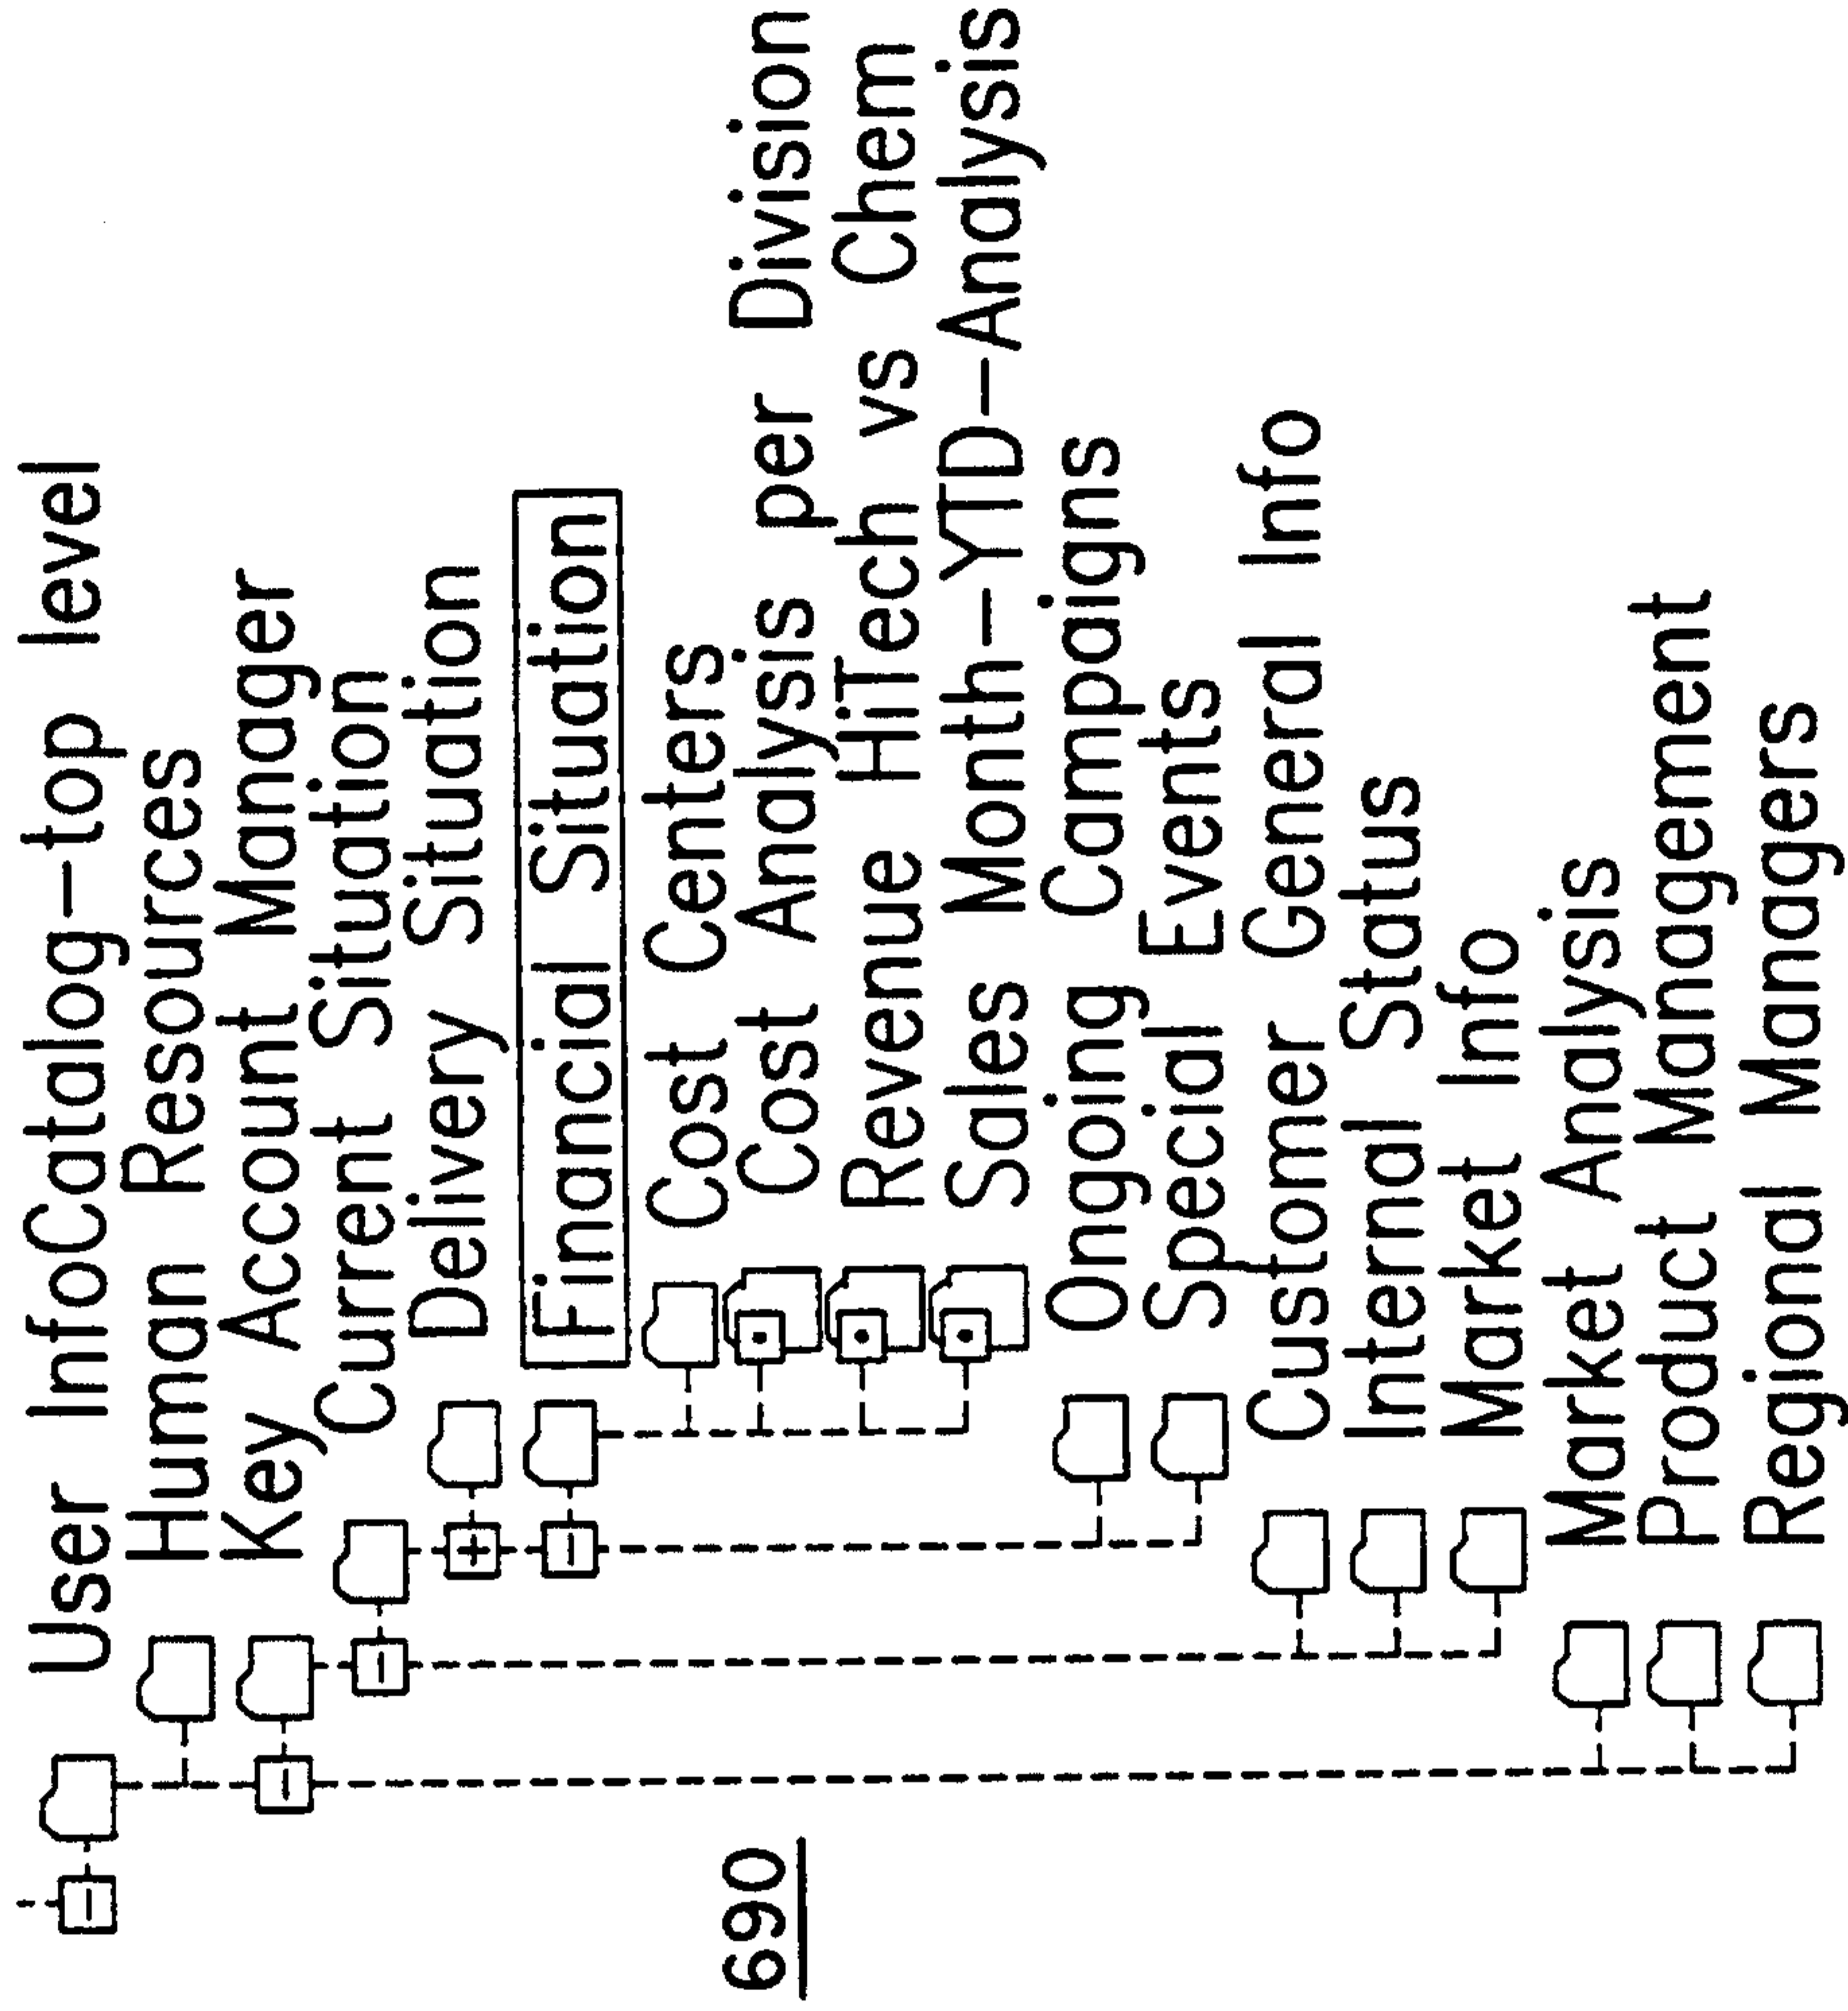 User InfoCatalog-top level
Human Resources
Key Account Manager
Current Situation
Delivery Situation
Financial Situation
Cost Centers
Cost Analysis per Division
Revenue HiTech vs Chem
Sales Month-YTD-Analysis
Ongoing Campaigns
Special Events
Customer General Info
Internal Status
Market Info
Market Analysis
Product Management
Regional Managers
690